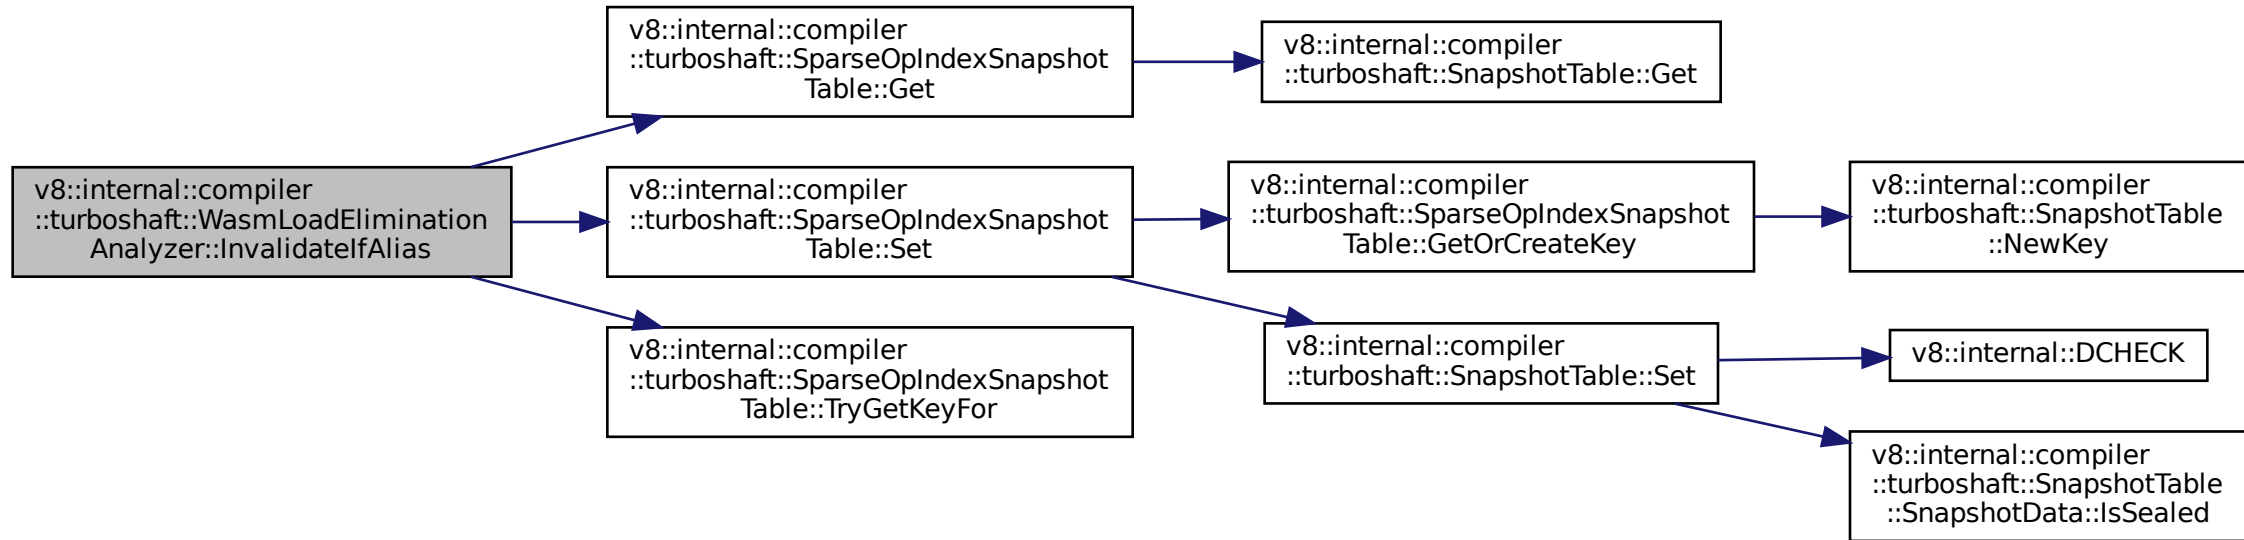 v8::internal::compiler
::turboshaft::WasmLoadElimination
Analyzer::InvalidateIfAlias
v8::internal::compiler
::turboshaft::SparseOpIndexSnapshot
Table::Get
v8::internal::compiler
::turboshaft::SnapshotTable::Get
v8::internal::compiler
::turboshaft::SparseOpIndexSnapshot
Table::Set
v8::internal::compiler
::turboshaft::SparseOpIndexSnapshot
Table::GetOrCreateKey
v8::internal::compiler
::turboshaft::SnapshotTable
::NewKey
v8::internal::compiler
::turboshaft::SnapshotTable::Set
v8::internal::DCHECK
v8::internal::compiler
::turboshaft::SnapshotTable
::SnapshotData::IsSealed
v8::internal::compiler
::turboshaft::SparseOpIndexSnapshot
Table::TryGetKeyFor